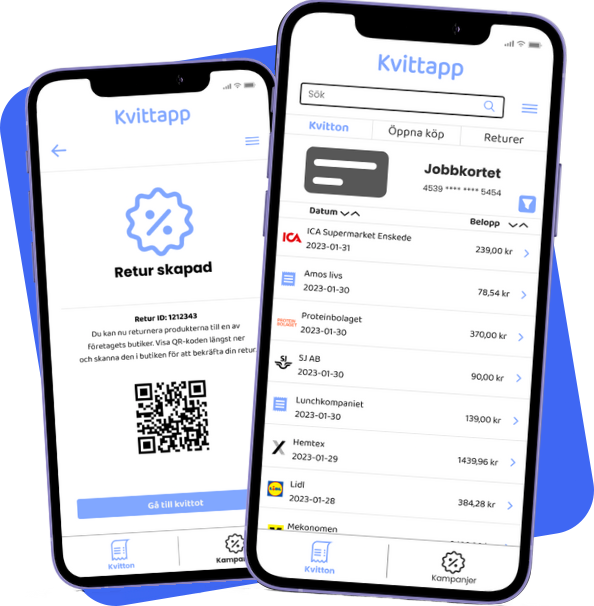 Kvittapp
Retur skapad
Retur ID: 1212343
Du kan nu returnera produkterna till en av
företagets butiker. Visa QR-koden längst ner
och skanna den i butiken för att bekräfta din retur.
Gå till kvittot
Kvitton
Kampan
Kvittapp
Sök
Kvitton
Öppna köp
Returer
Jobbkortet
4539 **** **** 5454
Datum
Belopp
ICA
ICA Supermarket Enskede
2023-01-31
239,00 kr
Amos livs
2023-01-30
78,54 kr
PROTEIN
BOLAGET
Proteinbolaget
2023-01-30
370,00 kr
SJ
SJ AB
2023-01-30
90,00 kr
Lunchkompaniet
2023-01-30
139,00 kr
Hemtex
2023-01-29
1439,96 kr
LIDL
Lidl
2023-01-28
384,28 kr
Mekonomen
Kvitton
Kampanjer